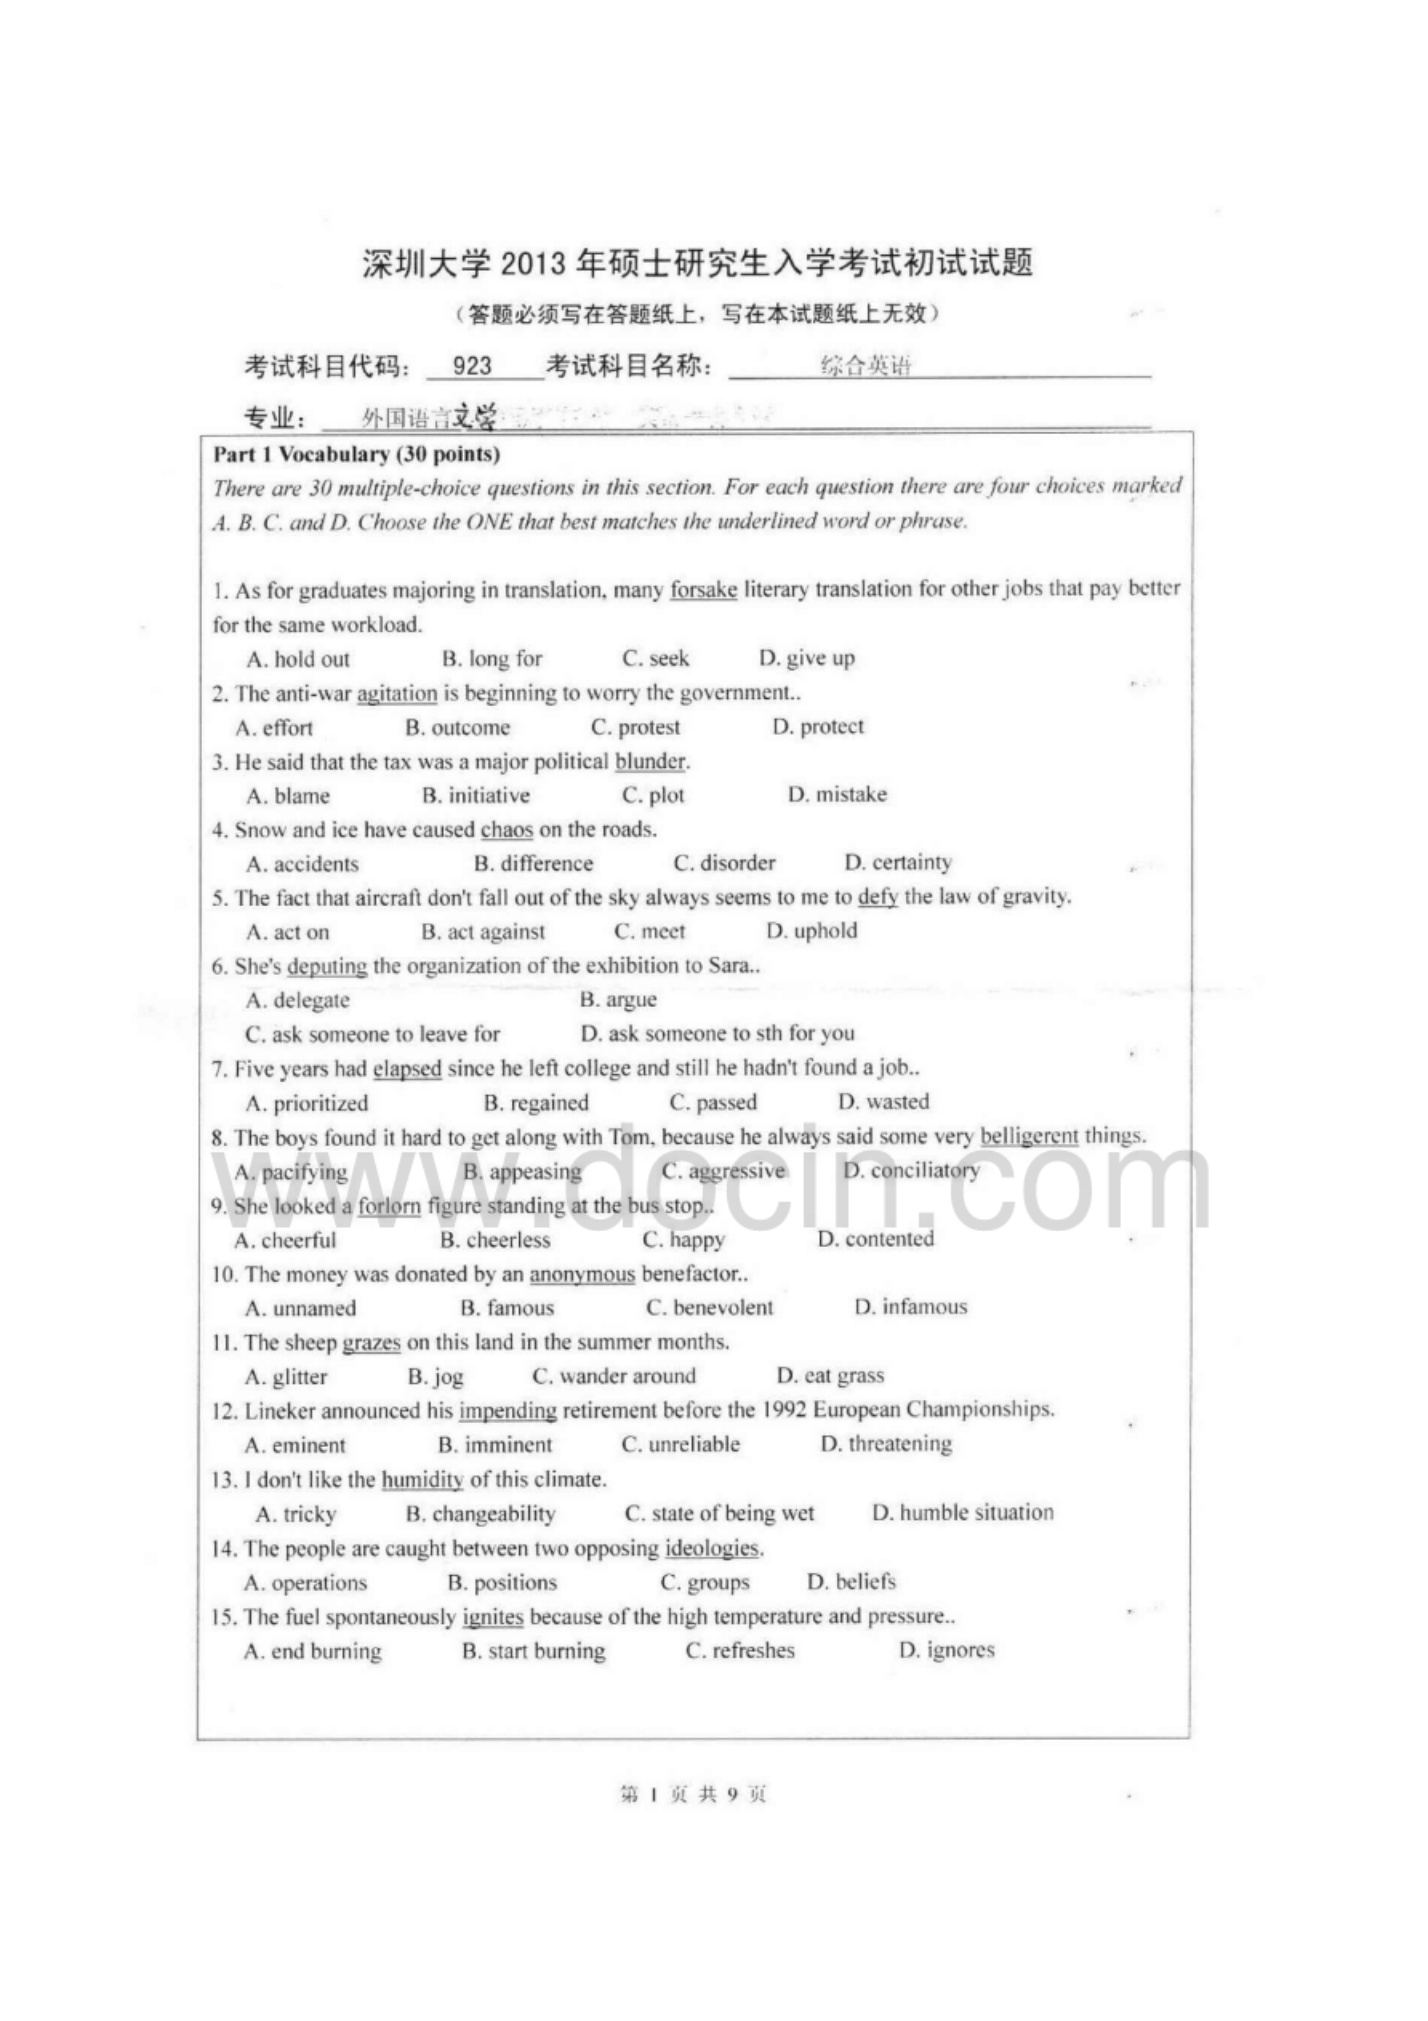 深圳大学 2013 年硕士研究生入学考试初试试题
（答题必须写在答题纸上，写在本试题纸上无效）
考试科目代码： 923 考试科目名称： 综合英语
专业： 外国语言文学
Part 1 Vocabulary (30 points)
There are 30 multiple-choice questions in this section. For each question there are four choices marked
A. B. C. and D. Choose the ONE that best matches the underlined word or phrase.
1. As for graduates majoring in translation, many forsake literary translation for other jobs that pay better
for the same workload.
A. hold out B. long for C. seek D. give up
2. The anti-war agitation is beginning to worry the government..
A. effort B. outcome C. protest D. protect
3. He said that the tax was a major political blunder.
A. blame B. initiative C. plot D. mistake
4. Snow and ice have caused chaos on the roads.
A. accidents B. difference C. disorder D. certainty
5. The fact that aircraft don't fall out of the sky always seems to me to defy the law of gravity.
A. act on B. act against C. meet D. uphold
6. She's deputing the organization of the exhibition to Sara..
A. delegate B. argue
C. ask someone to leave for D. ask someone to sth for you
7. Five years had elapsed since he left college and still he hadn't found a job..
A. prioritized B. regained C. passed D. wasted
8. The boys found it hard to get along with Tom, because he always said some very belligerent things.
A. pacifying B. appeasing C. aggressive D. conciliatory
www.docin.com
9. She looked a forlorn figure standing at the bus stop..
A. cheerful B. cheerless C. happy D. contented
10. The money was donated by an anonymous benefactor..
A. unnamed B. famous C. benevolent D. infamous
11. The sheep grazes on this land in the summer months.
A. glitter B. jog C. wander around D. eat grass
12. Lineker announced his impending retirement before the 1992 European Championships.
A. eminent B. imminent C. unreliable D. threatening
13. I don't like the humidity of this climate.
A. tricky B. changeability C. state of being wet D. humble situation
14. The people are caught between two opposing ideologies.
A. operations B. positions C. groups D. beliefs
15. The fuel spontaneously ignites because of the high temperature and pressure..
A. end burning B. start burning C. refreshes D. ignores
第 1 页 共 9 页